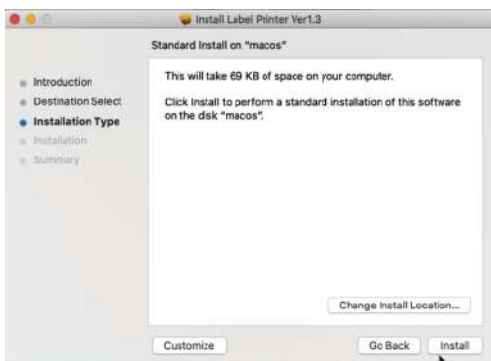 Install Label Printer Ver1.3
Standard Install on "macos"
Introduction
Destination Select
Installation Type
Installation
Summary
This will take 69 KB of space on your computer.
Click Install to perform a standard installation of this software
on the disk "macos".
Change Install Location...
Customize
Go Back
Install